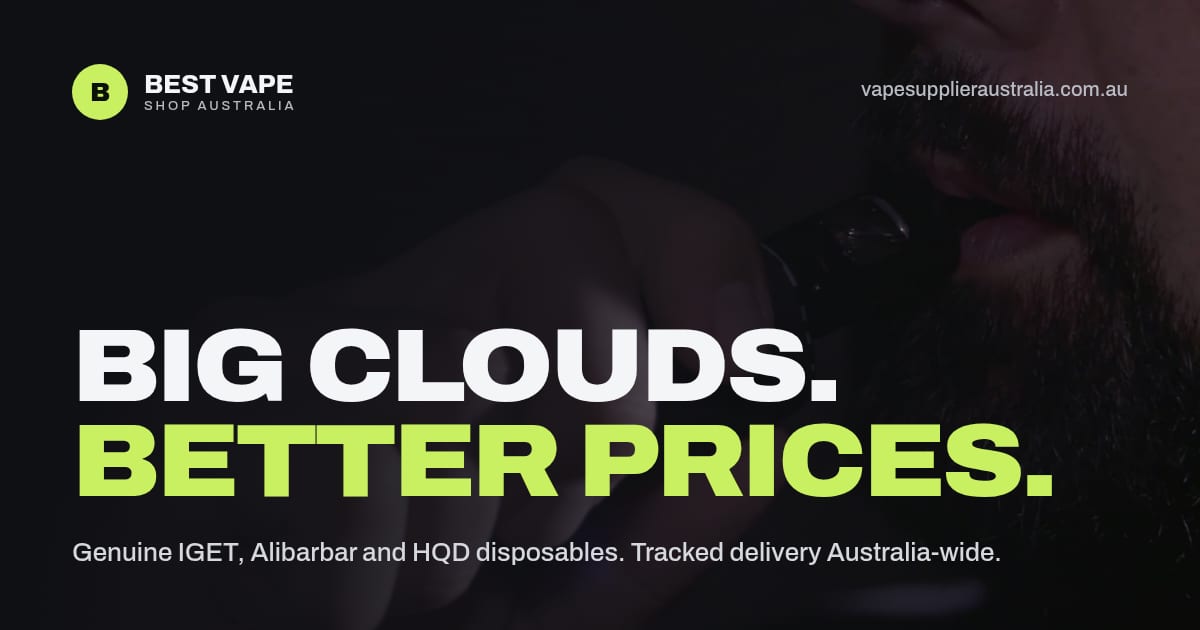 B
BEST VAPE
SHOP AUSTRALIA
vapesupplieraustralia.com.au
BIG CLOUDS.
BETTER PRICES.
Genuine IGET, Alibarbar and HQD disposables. Tracked delivery Australia-wide.